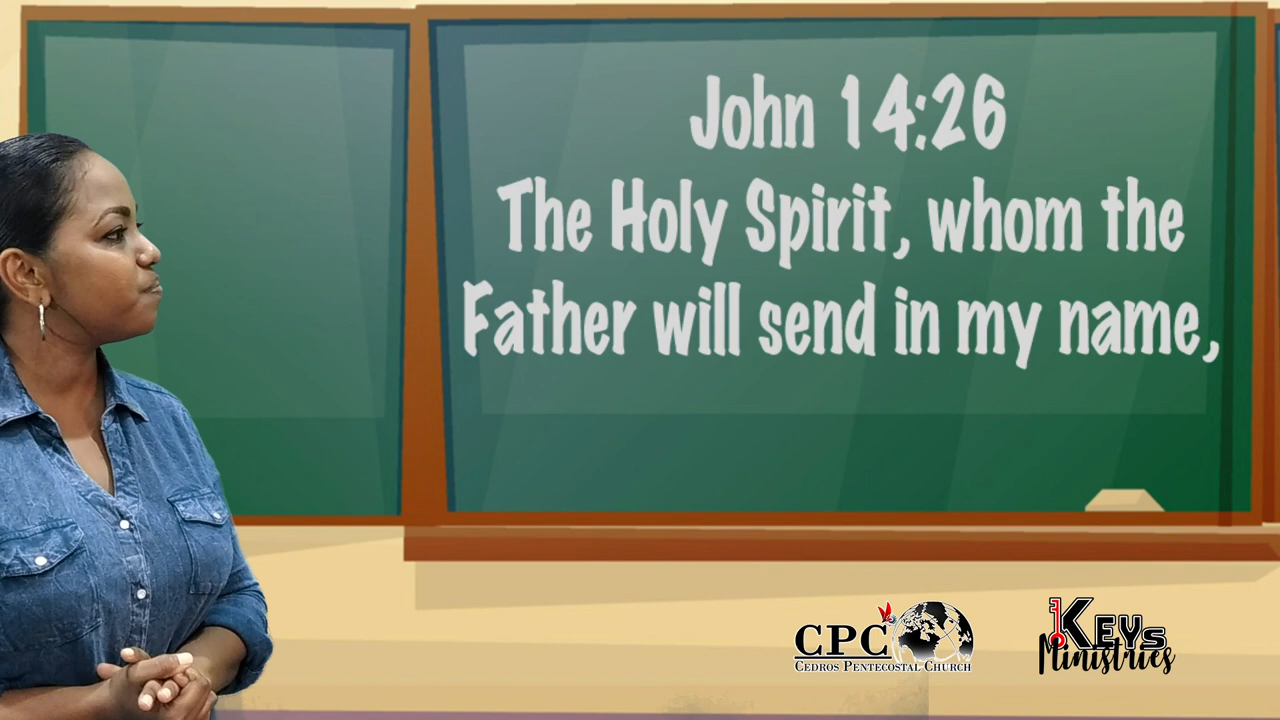 John 14:26
The Holy Spirit, whom the
Father will send in my name,
CPC
CEDROS PENTECOSTAL CHURCH
KEYS
Ministries